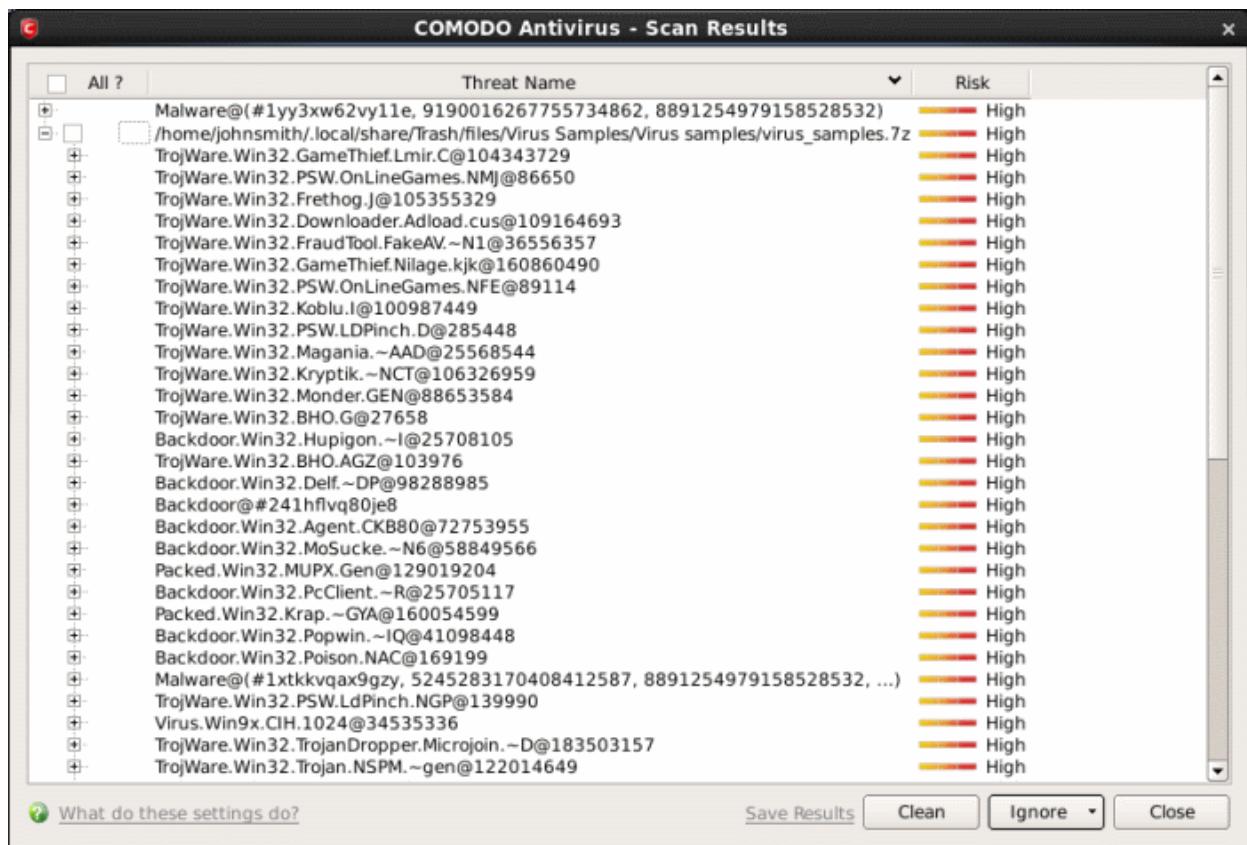 COMODO Antivirus - Scan Results
All ? Threat Name Risk
Malware@(#1yy3xw62vy11e, 9190016267755734862, 8891254979158528532) High
/home/johnsmith/.local/share/Trash/files/Virus Samples/Virus samples/virus_samples.7z High
TrojWare.Win32.GameThief.Lmir.C@104343729 High
TrojWare.Win32.PSW.OnLineGames.NMJ@86650 High
TrojWare.Win32.Frethog.J@105355329 High
TrojWare.Win32.Downloader.Adload.cus@109164693 High
TrojWare.Win32.FraudTool.FakeAV.~N1@36556357 High
TrojWare.Win32.GameThief.Nilage.kjk@160860490 High
TrojWare.Win32.PSW.OnLineGames.NFE@89114 High
TrojWare.Win32.Koblu.I@100987449 High
TrojWare.Win32.PSW.LDPinch.D@285448 High
TrojWare.Win32.Magania.~AAD@25568544 High
TrojWare.Win32.Kryptik.~NCT@106326959 High
TrojWare.Win32.Monder.GEN@88653584 High
TrojWare.Win32.BHO.G@27658 High
Backdoor.Win32.Hupigon.~I@25708105 High
TrojWare.Win32.BHO.AGZ@103976 High
Backdoor.Win32.Delf.~DP@98288985 High
Backdoor@#241hflvq80je8 High
Backdoor.Win32.Agent.CKB80@72753955 High
Backdoor.Win32.MoSucke.~N6@58849566 High
Packed.Win32.MUPX.Gen@129019204 High
Backdoor.Win32.PcClient.~R@25705117 High
Packed.Win32.Krap.~GYA@160054599 High
Backdoor.Win32.Popwin.~IQ@41098448 High
Backdoor.Win32.Poison.NAC@169199 High
Malware@(#1xtkkvqax9gzy, 5245283170408412587, 8891254979158528532, ...) High
TrojWare.Win32.PSW.LdPinch.NGP@139990 High
Virus.Win9x.CIH.1024@34535336 High
TrojWare.Win32.TrojanDropper.Microjoin.~D@183503157 High
TrojWare.Win32.Trojan.NSPM.~gen@122014649 High
What do these settings do? Save Results Clean Ignore Close